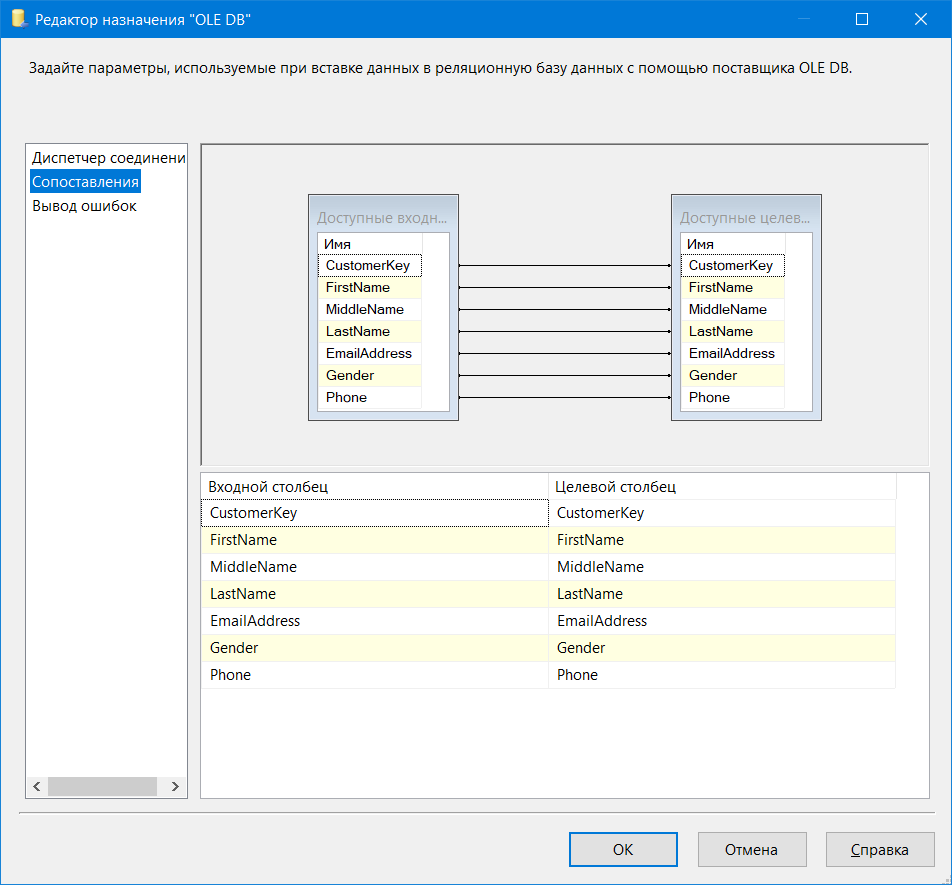 Редактор назначения "OLE DB"
Задайте параметры, используемые при вставке данных в реляционную базу данных с помощью поставщика OLE DB.
Диспетчер соединени
Сопоставления
Вывод ошибок
Доступные входн...
Имя
CustomerKey
FirstName
MiddleName
LastName
EmailAddress
Gender
Phone
Доступные целев...
Имя
CustomerKey
FirstName
MiddleName
LastName
EmailAddress
Gender
Phone
Входной столбец Целевой столбец
CustomerKey CustomerKey
FirstName FirstName
MiddleName MiddleName
LastName LastName
EmailAddress EmailAddress
Gender Gender
Phone Phone
ОК Отмена Справка